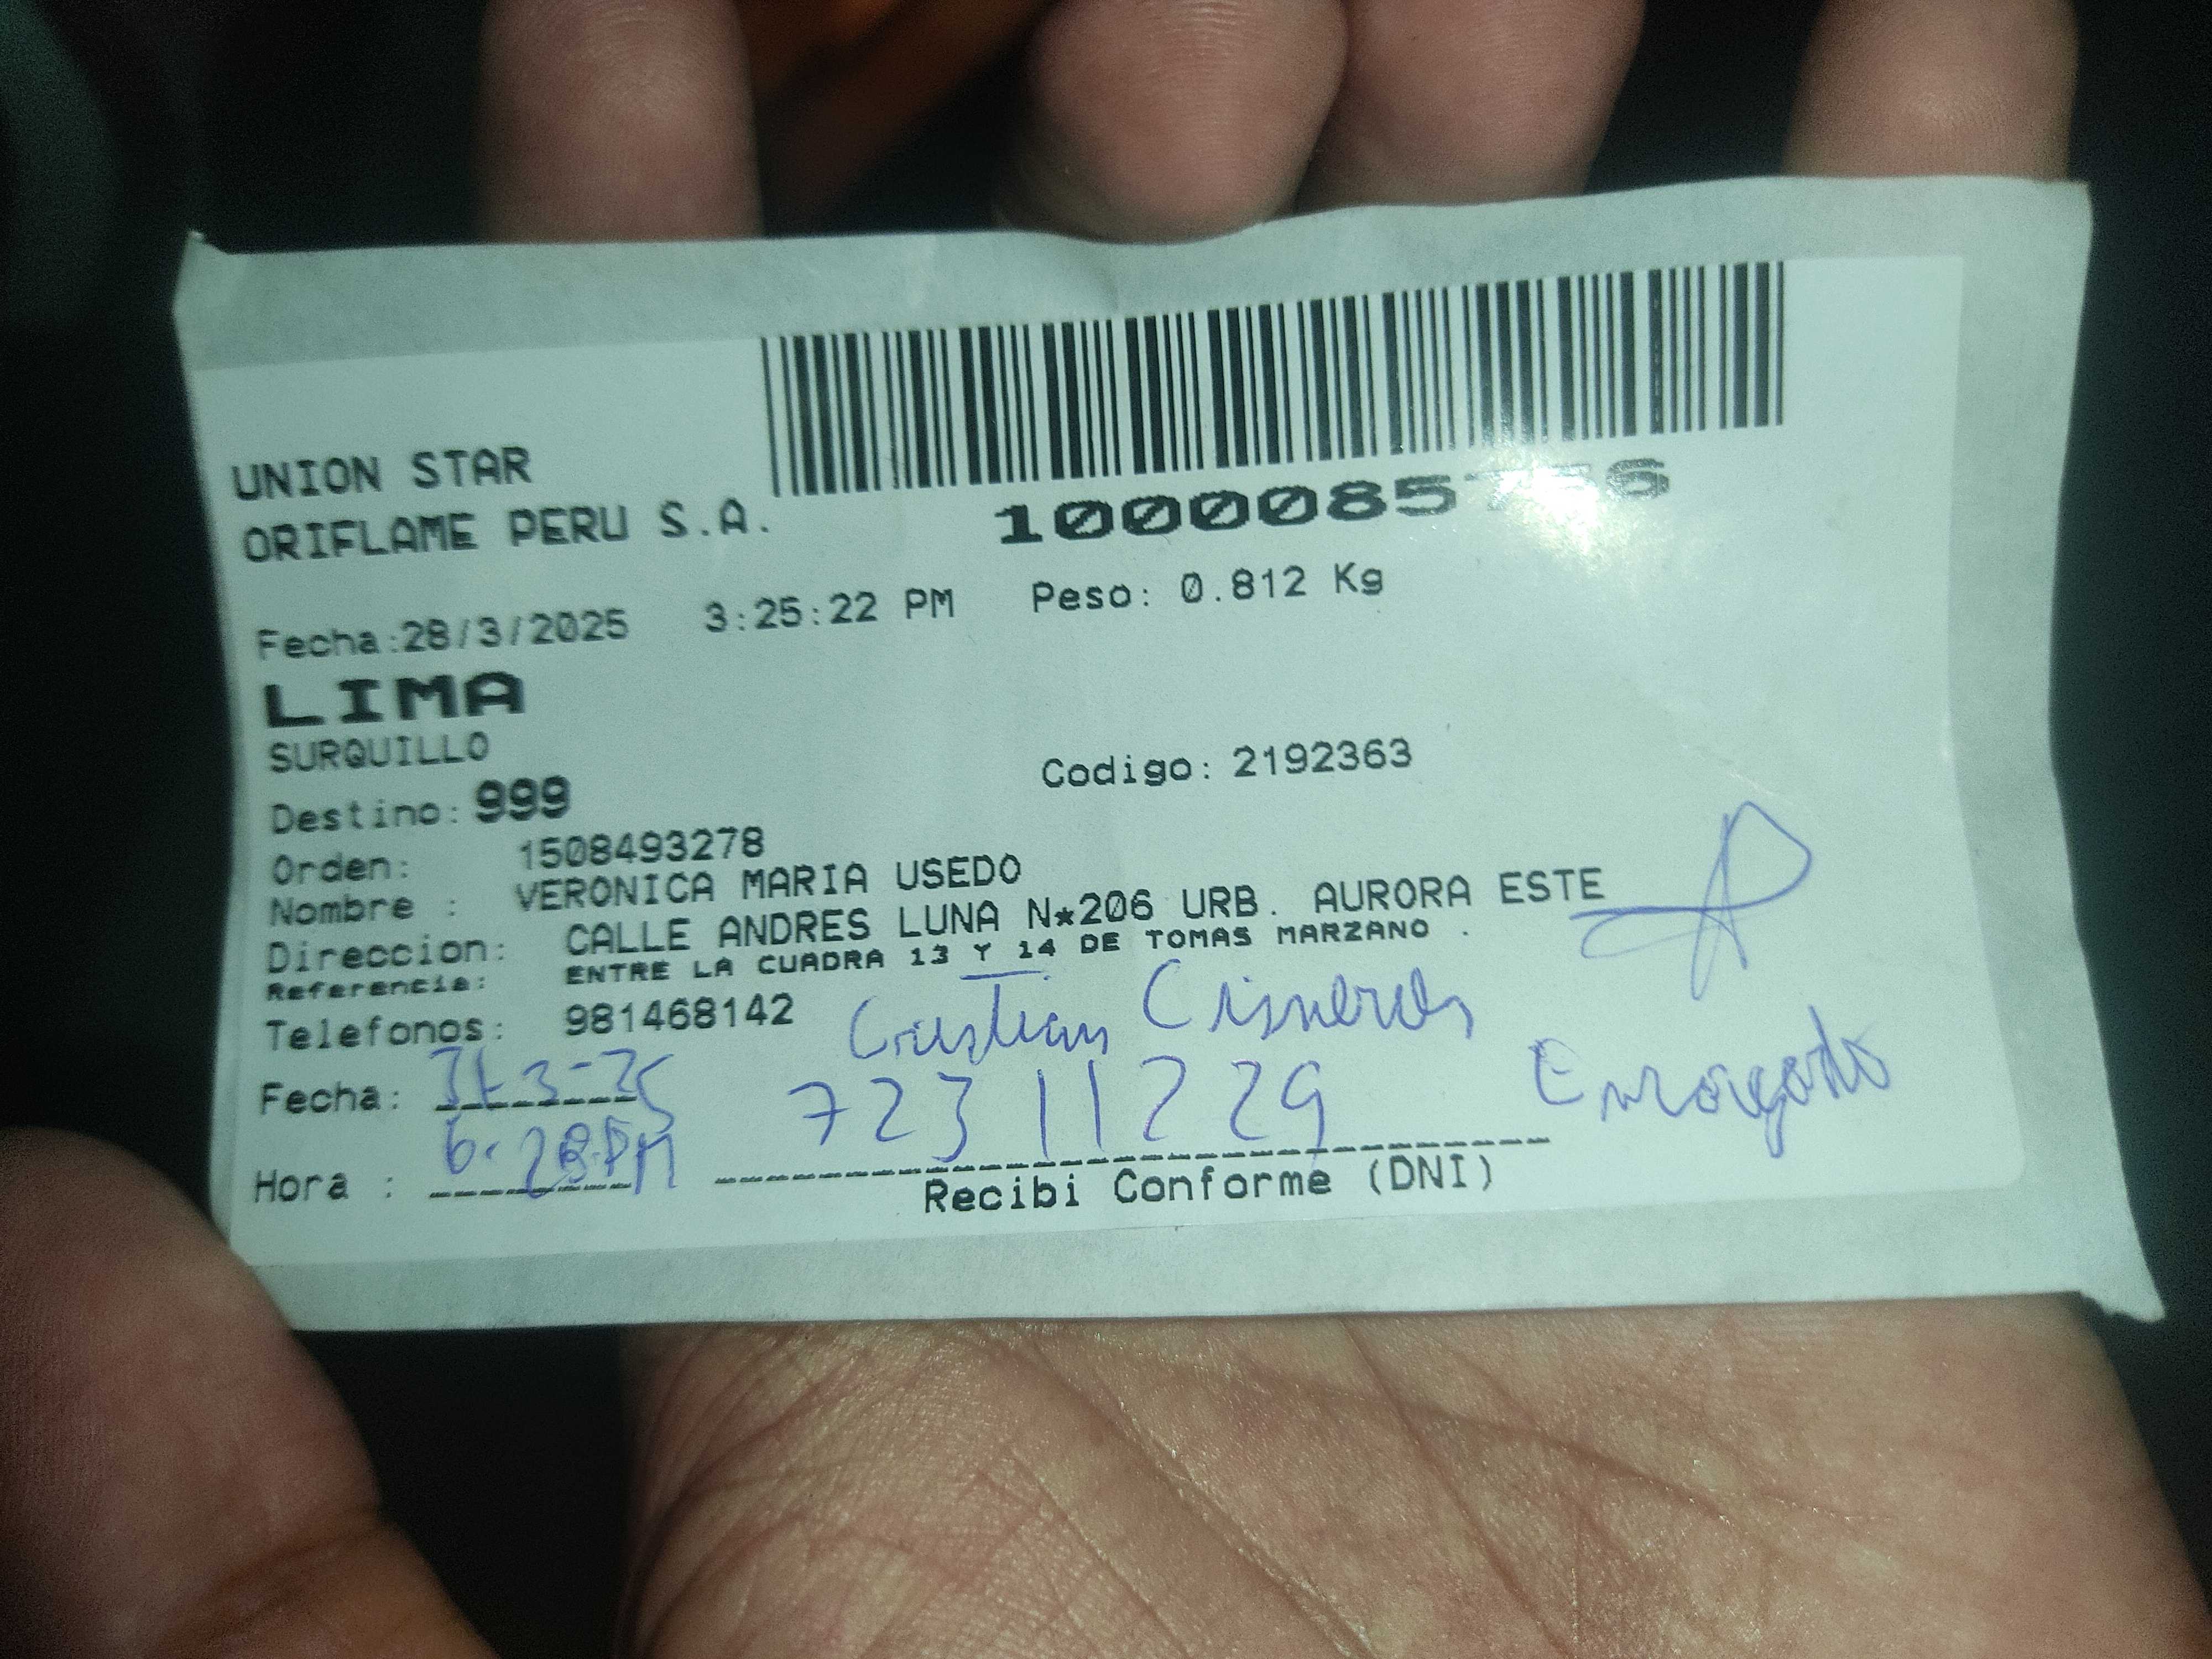 UNION STAR
ORIFLAME PERU S.A.
Fecha:28/3/2025 3:25:22 PM Peso: 0.812 Kg
LIMA
SURQUILLO
Destino: 999 Codigo: 2192363
Orden: 1508493278
Nombre : VERONICA MARIA USEDO
Direccion: CALLE ANDRES LUNA N*206 URB. AURORA ESTE
Referencia: ENTRE LA CUADRA 13 Y 14 DE TOMAS MARZANO .
Telefonos: 981468142
Cristian Cisneros
Fecha: 31-3-25 72311229 Encargado
Hora : 6:28 PM
Recibi Conforme (DNI)